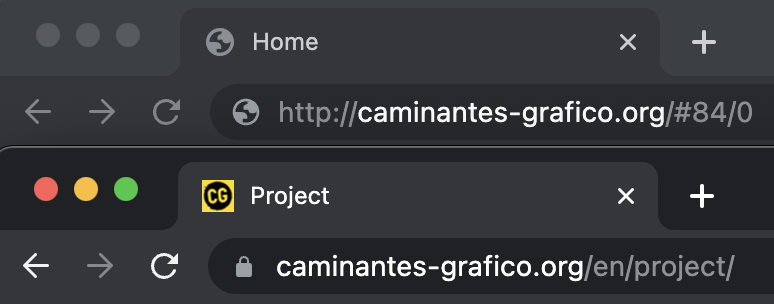 Home
http://caminantes-grafico.org/#84/0
CG Project
caminantes-grafico.org/en/project/